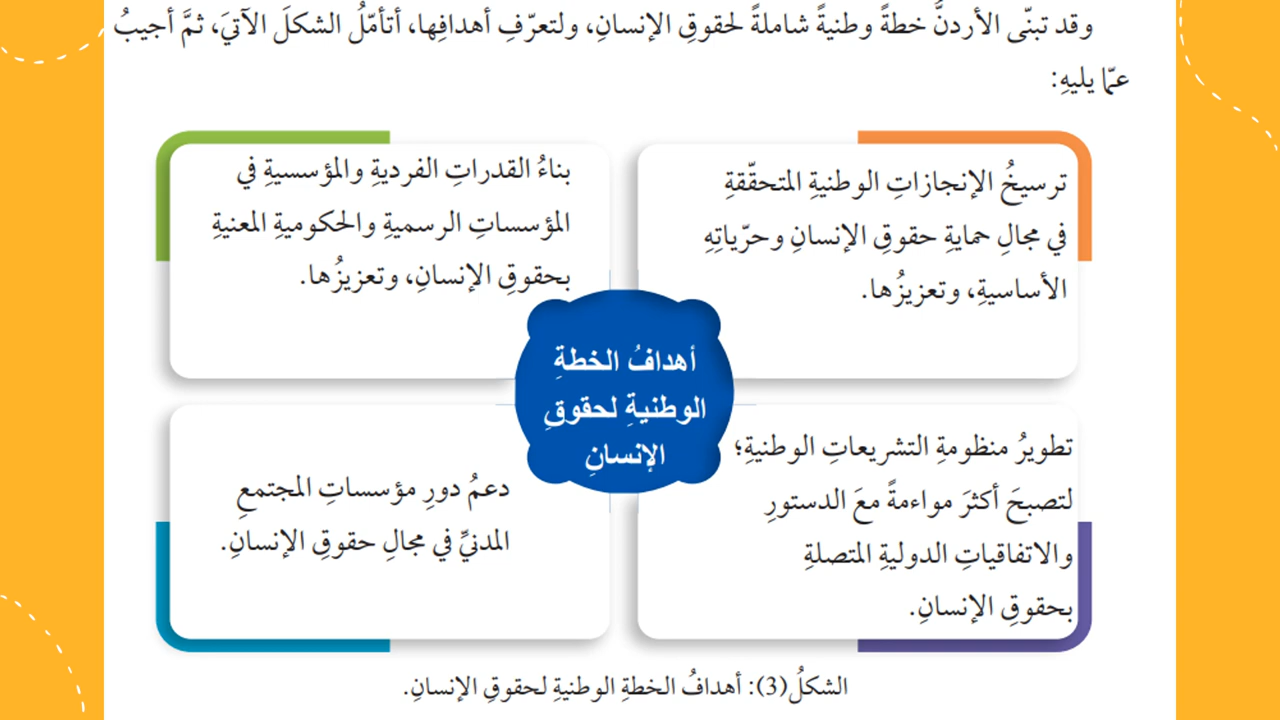 وقد تبنّى الأردنُّ خطةً وطنيةً شاملةً لحقوقِ الإنسانِ، ولتعرّفِ أهدافِها، أتأمّلُ الشكلَ الآتيَ، ثمَّ أجيبُ
عمّا يليهِ:
ترسيخُ الإنجازاتِ الوطنيةِ المتحقّقةِ
في مجالِ حمايةِ حقوقِ الإنسانِ وحرّياتِهِ
الأساسيةِ، وتعزيزُها.
بناءُ القدراتِ الفرديةِ والمؤسسيةِ في
المؤسساتِ الرسميةِ والحكوميةِ المعنيةِ
بحقوقِ الإنسانِ، وتعزيزُها.
أهدافُ الخطةِ
الوطنيةِ لحقوقِ
الإنسانِ
تطويرُ منظومةِ التشريعاتِ الوطنيةِ؛
لتصبحَ أكثرَ مواءمةً معَ الدستورِ
والاتفاقياتِ الدوليةِ المتصلةِ
بحقوقِ الإنسانِ.
دعمُ دورِ مؤسساتِ المجتمعِ
المدنيِّ في مجالِ حقوقِ الإنسانِ.
الشكلُ(3): أهدافُ الخطةِ الوطنيةِ لحقوقِ الإنسانِ.